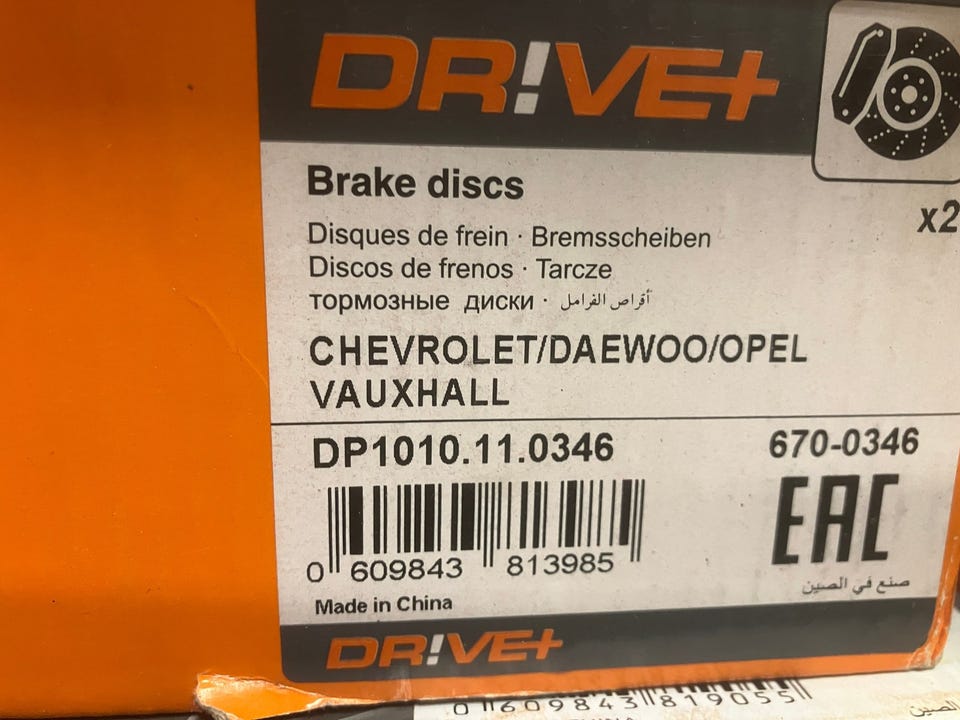 DR!VE+
Brake discs
x2
Disques de frein · Bremsscheiben
Discos de frenos · Tarcze
тормозные диски · أقراص الفرامل
CHEVROLET/DAEWOO/OPEL
VAUXHALL
DP1010.11.0346 670-0346
EAC
0 609843 813985
صنع في الصين
Made in China
DR!VE+
0 609843 819055